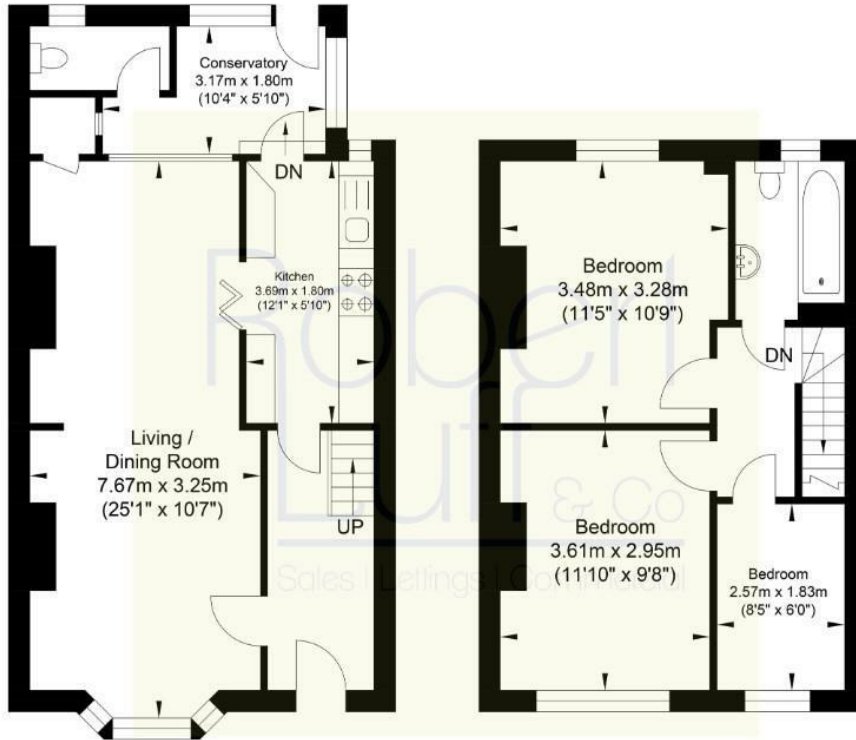 Conservatory
3.17m x 1.80m
(10'4" x 5'10")
DN
Kitchen
3.69m x 1.80m
(12'1" x 5'10")
Living /
Dining Room
7.67m x 3.25m
(25'1" x 10'7")
UP
Bedroom
3.48m x 3.28m
(11'5" x 10'9")
DN
Bedroom
3.61m x 2.95m
(11'10" x 9'8")
Bedroom
2.57m x 1.83m
(8'5" x 6'0")
Robert
Luff
& Co
Sales | Lettings | Commercial